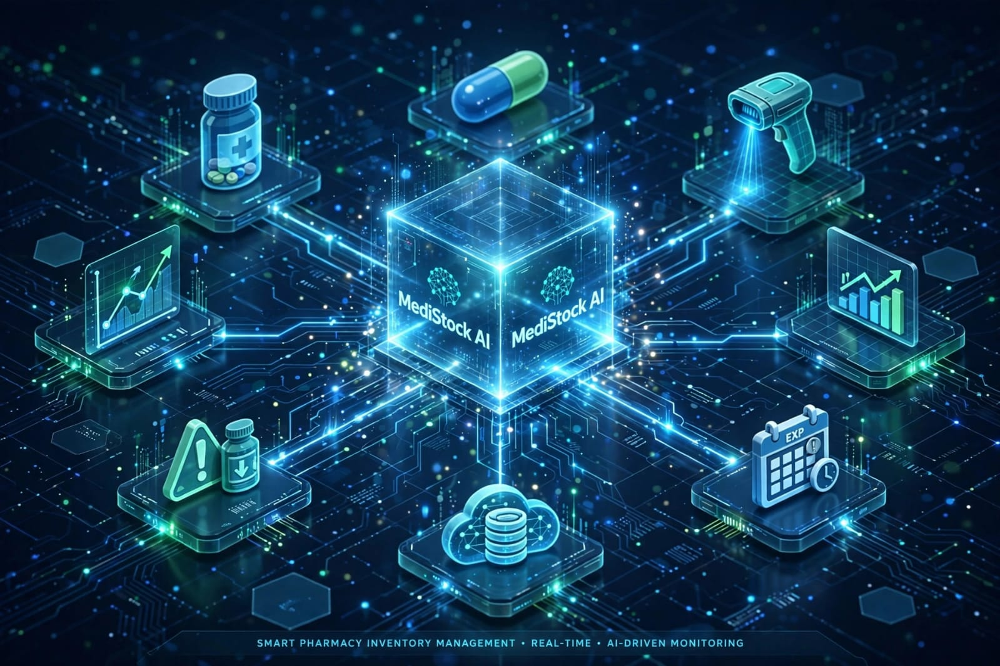 MediStock AI
MediStock AI
EXP
SMART PHARMACY INVENTORY MANAGEMENT • REAL-TIME • AI-DRIVEN MONITORING